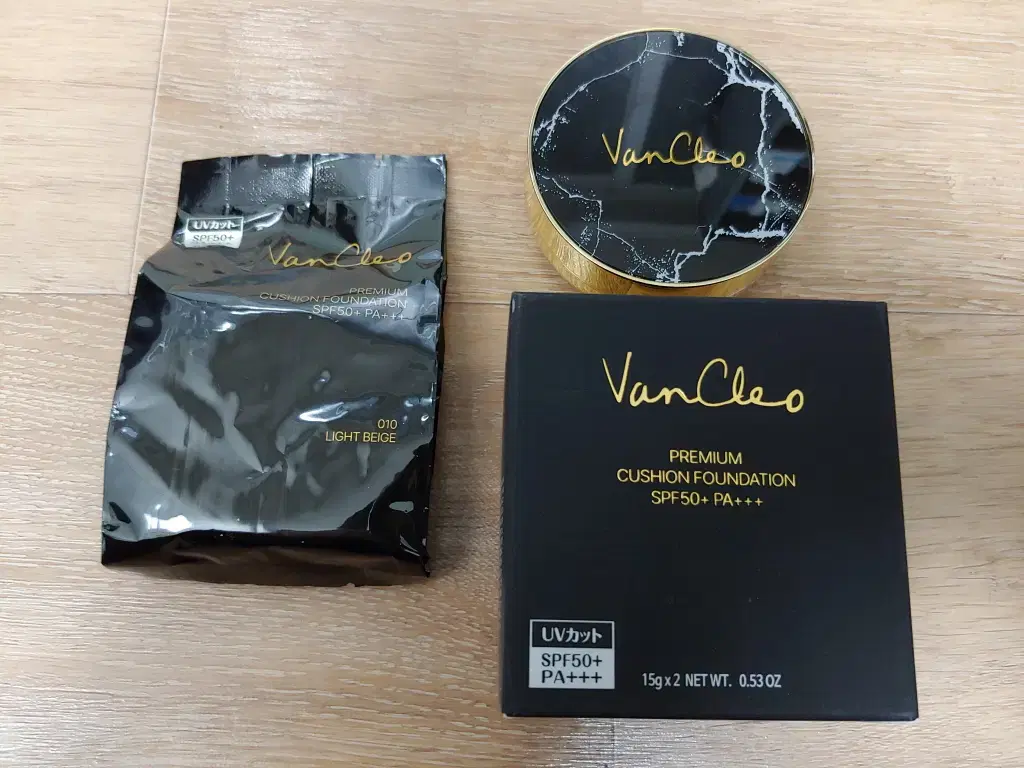 UVカット
SPF50+
VanCleo
PREMIUM
CUSHION FOUNDATION
SPF50+ PA+++
010
LIGHT BEIGE
VanCleo
VanCleo
PREMIUM
CUSHION FOUNDATION
SPF50+ PA+++
UVカット
SPF50+
PA+++
15g x 2 NET WT. 0.53 OZ